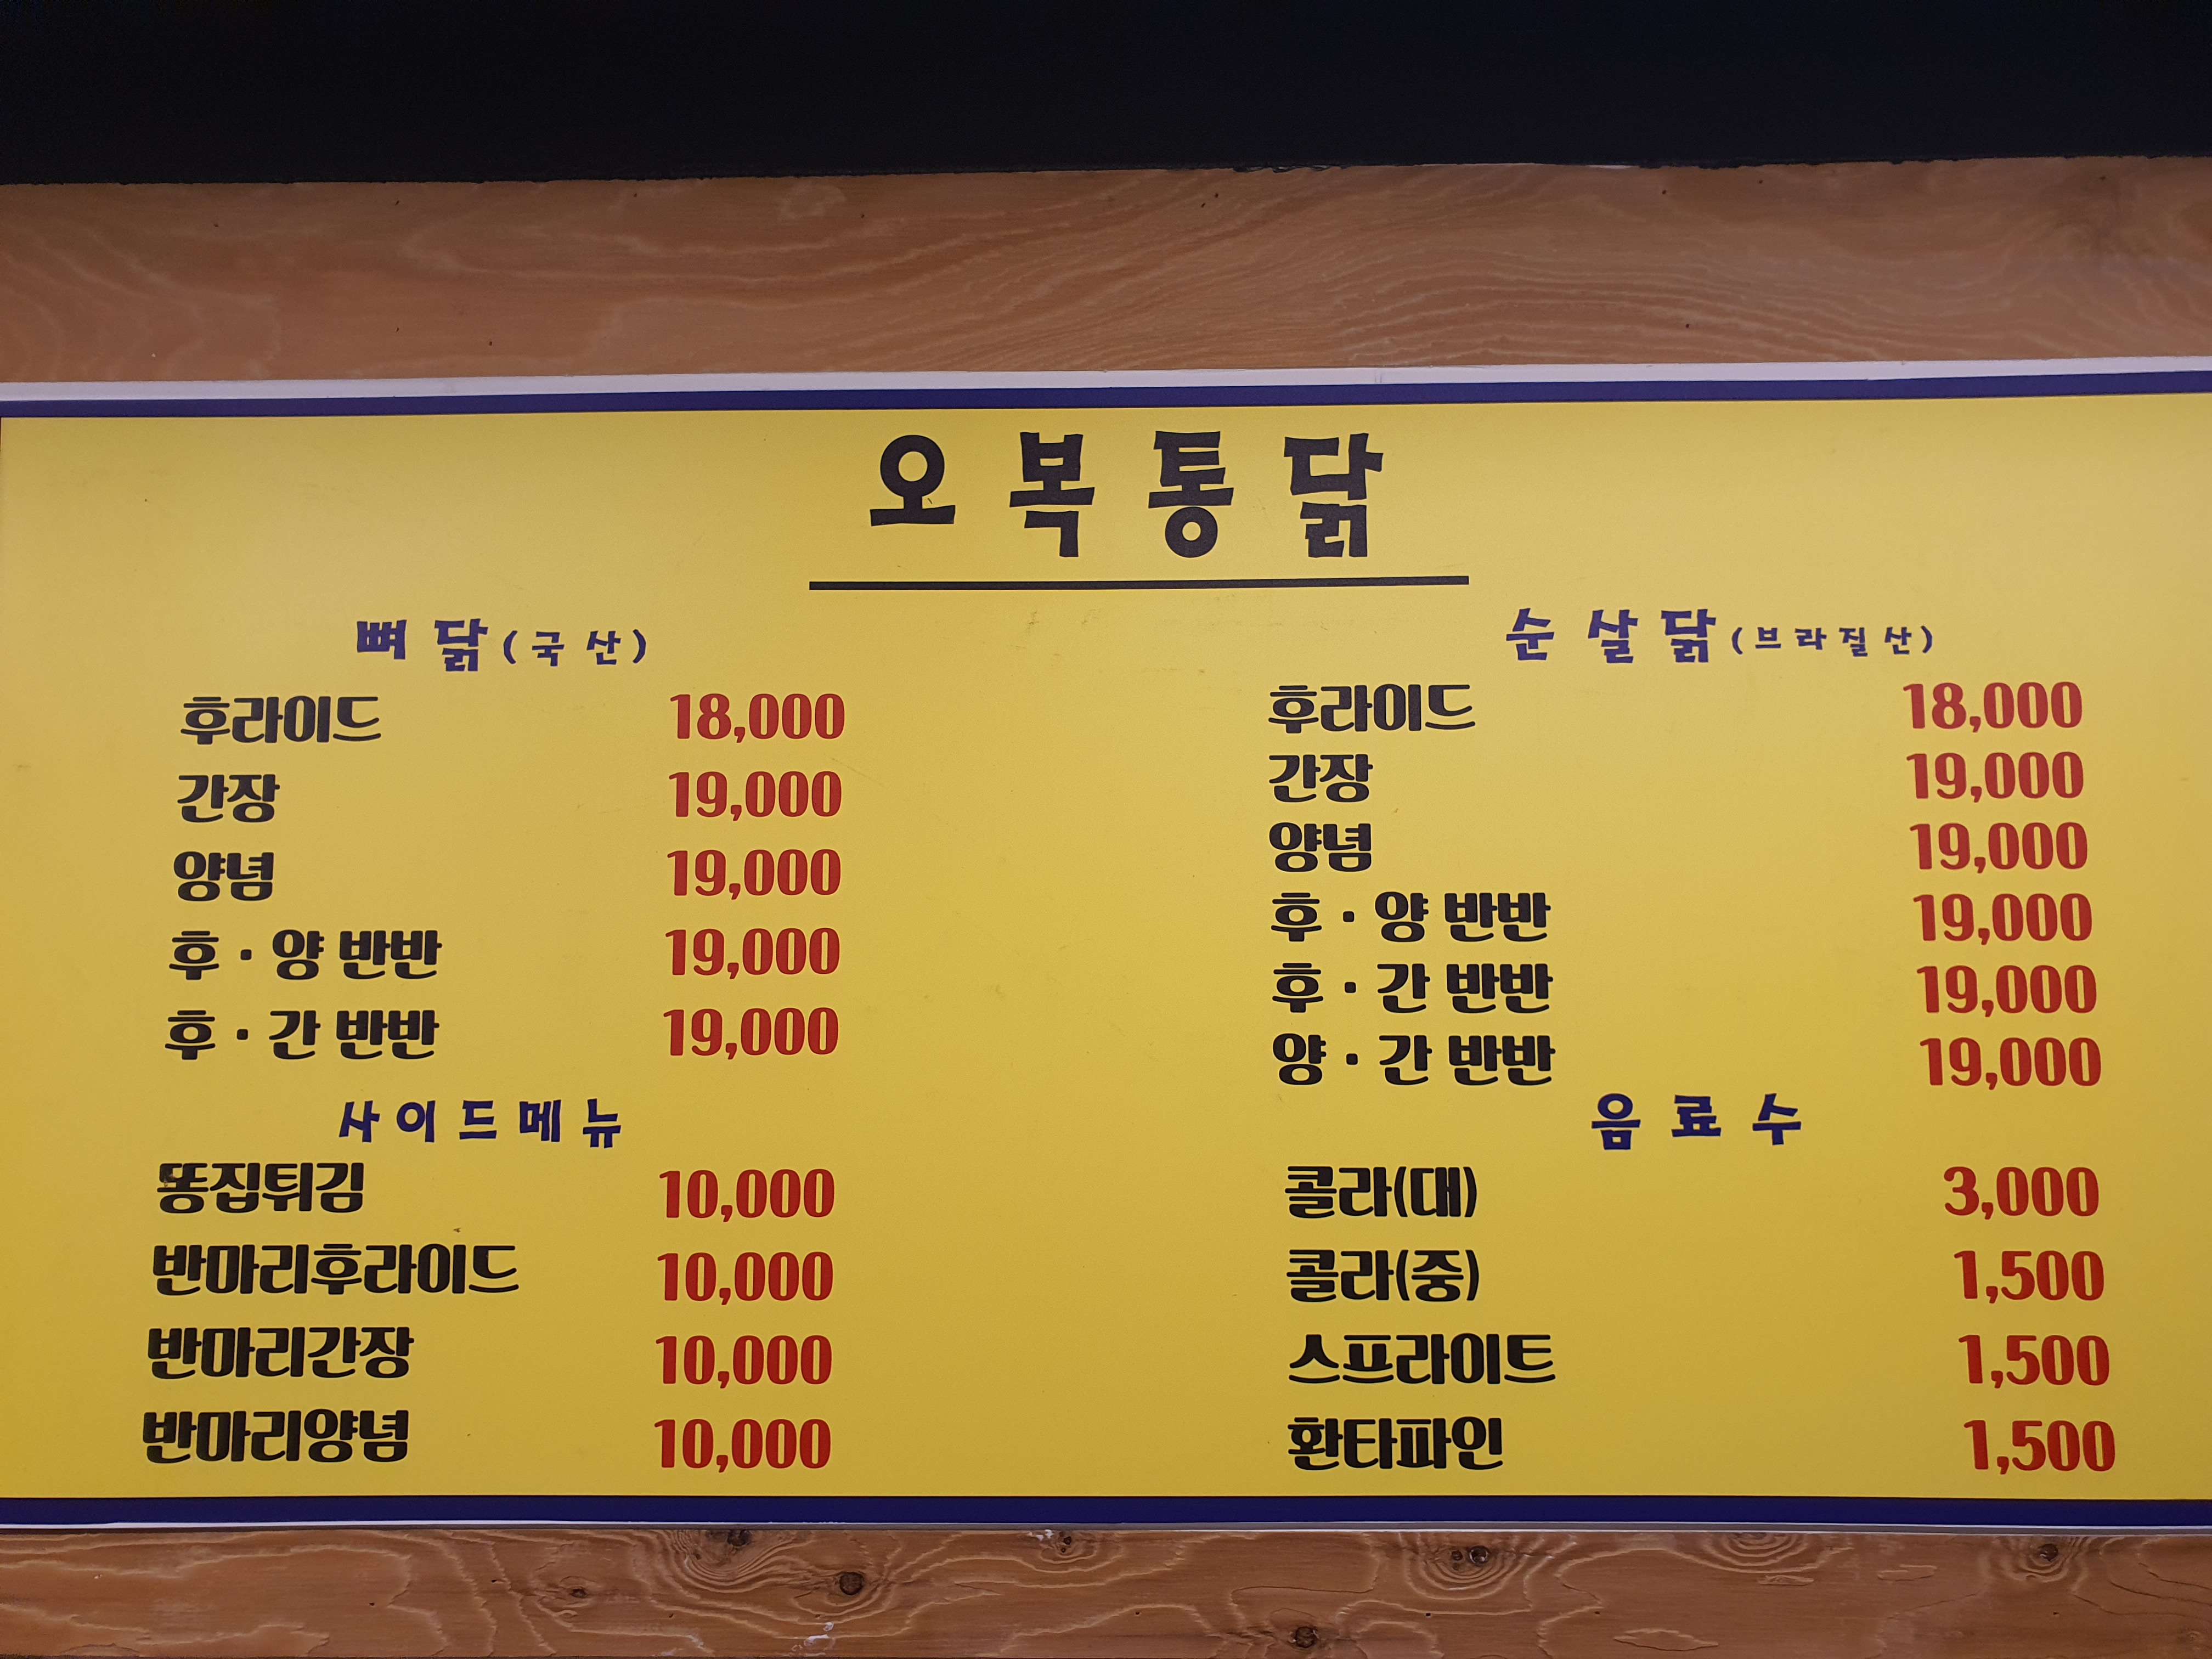 오복통닭
뼈닭(국산)
후라이드 18,000
간장 19,000
양념 19,000
후·양 반반 19,000
후·간 반반 19,000
사이드메뉴
똥집튀김 10,000
반마리후라이드 10,000
반마리간장 10,000
반마리양념 10,000
순살닭(브라질산)
후라이드 18,000
간장 19,000
양념 19,000
후·양 반반 19,000
후·간 반반 19,000
양·간 반반 19,000
음료수
콜라(대) 3,000
콜라(중) 1,500
스프라이트 1,500
환타파인 1,500